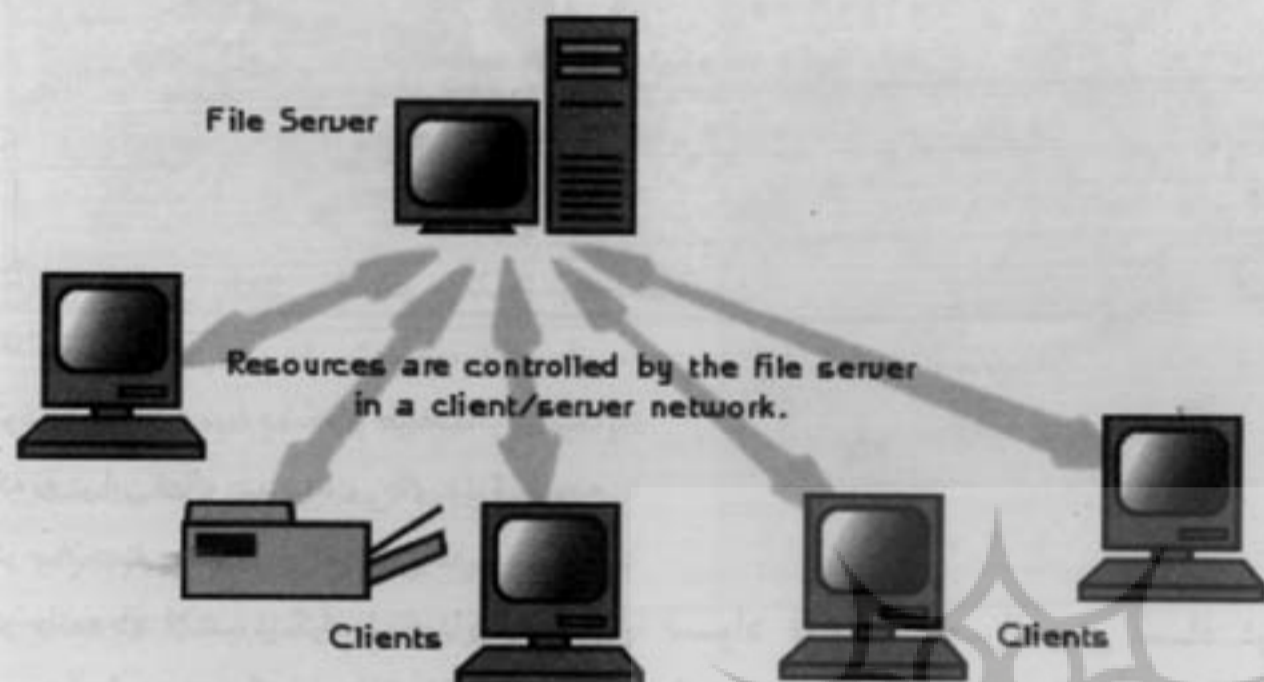 File Server
Resources are controlled by the file server
in a client/server network.
Clients
Clients